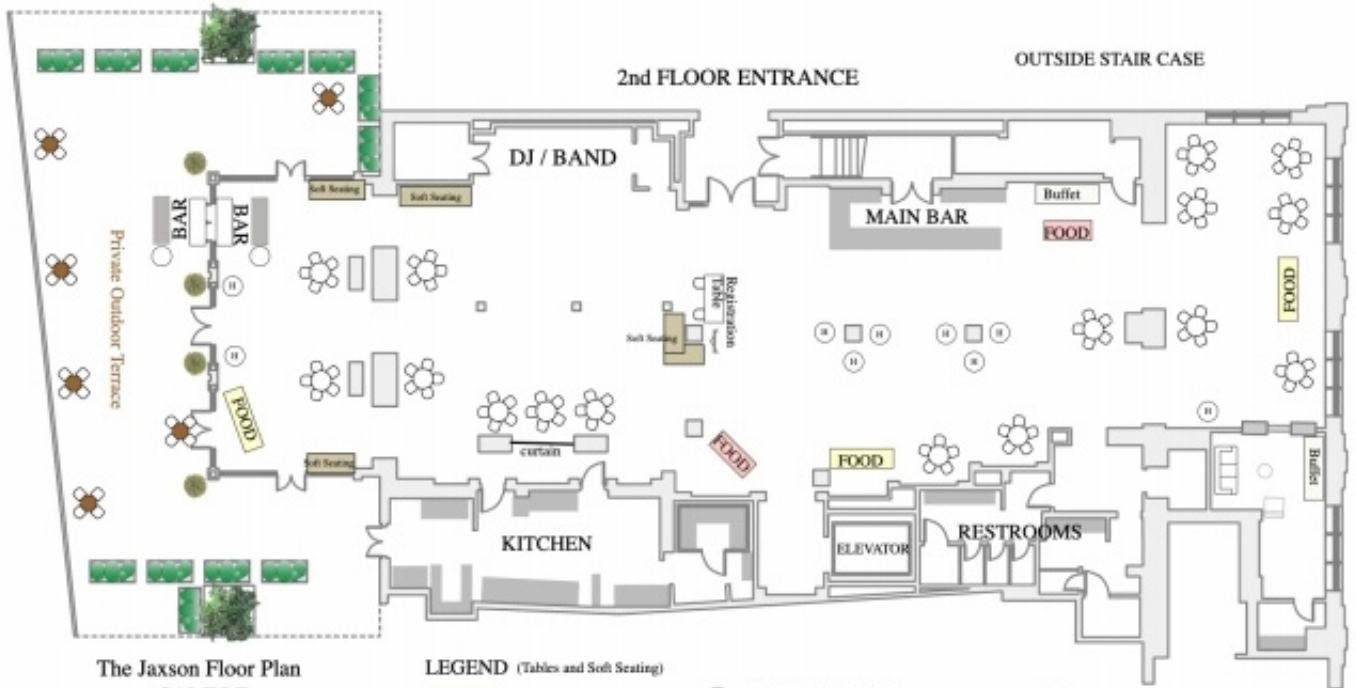 OUTSIDE STAIR CASE
2nd FLOOR ENTRANCE
DJ / BAND
Soft Seating
Soft Seating
Buffet
MAIN BAR
FOOD
BAR
BAR
Private Outdoor Terrace
FOOD
H
Registration
Table
Soft Seating
H
H
H
H
H
H
H
FOOD
H
curtain
FOOD
FOOD
Soft Seating
Buffet
KITCHEN
ELEVATOR
RESTROOMS
The Jaxson Floor Plan
LEGEND (Tables and Soft Seating)